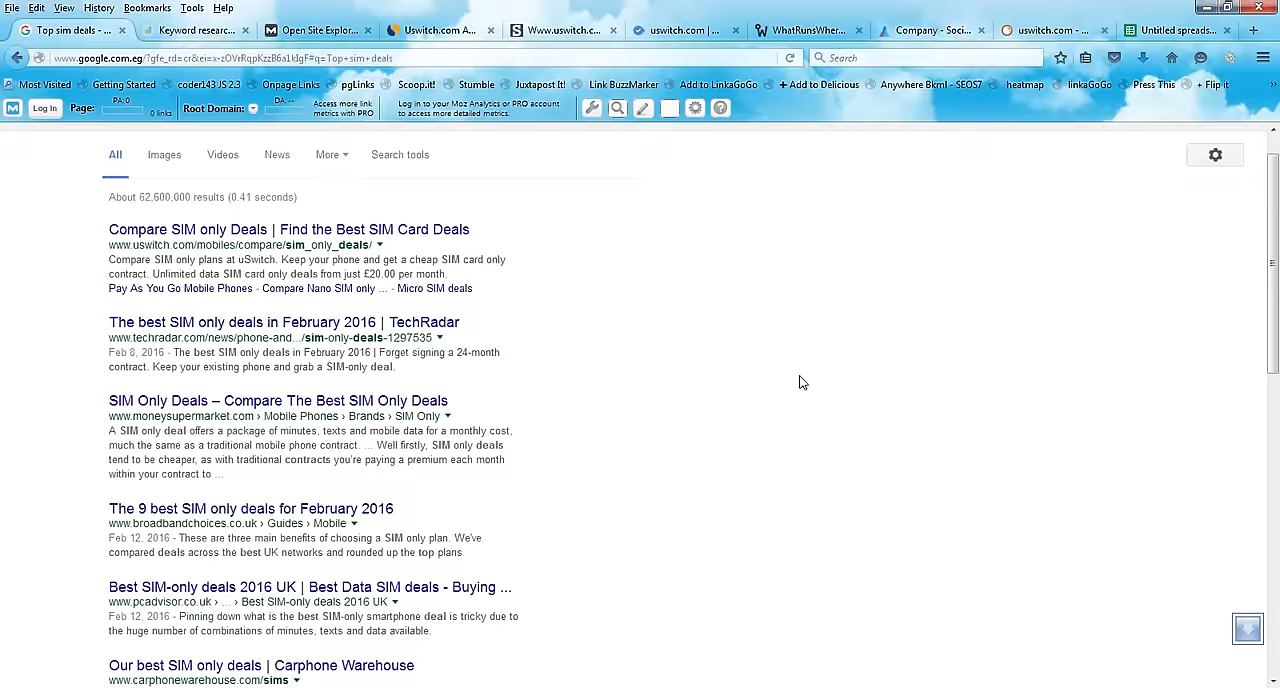 File Edit View History Bookmarks Tools Help
Top sim deals - ... × Keyword researc... × Open Site Explor... × Uswitch.com A... × Www.uswitch.c... × uswitch.com | ... × WhatRunsWher... × Company - Soci... × uswitch.com - ... × Untitled spreads... × +
www.google.com.eg/?gfe_rd=cr&ei=x-zOVrRqpKzzB6a1kIgF#q=Top+sim+deals Search
Most Visited Getting Started coder143 JS 2.3 Onpage Links pgLinks Scoop.it! Stumble Juxtapost It! Link BuzzMarker Add to LinkaGoGo + Add to Delicious Anywhere Bkml - SEOS7 heatmap linkaGoGo Press This + Flip it
M Log In Page: DA: 0 0 links Root Domain: DA: -- Access more link metrics with PRO Log in to your Moz Analytics or PRO account to access more detailed metrics.
All Images Videos News More Search tools
About 62,600,000 results (0.41 seconds)
Compare SIM only Deals | Find the Best SIM Card Deals
www.uswitch.com/mobiles/compare/sim_only_deals/
Compare SIM only plans at uSwitch. Keep your phone and get a cheap SIM card only
contract. Unlimited data SIM card only deals from just £20.00 per month.
Pay As You Go Mobile Phones - Compare Nano SIM only ... - Micro SIM deals
The best SIM only deals in February 2016 | TechRadar
www.techradar.com/news/phone-and.../sim-only-deals-1297535
Feb 8, 2016 - The best SIM only deals in February 2016 | Forget signing a 24-month
contract. Keep your existing phone and grab a SIM-only deal.
SIM Only Deals – Compare The Best SIM Only Deals
www.moneysupermarket.com › Mobile Phones › Brands › SIM Only
A SIM only deal offers a package of minutes, texts and mobile data for a monthly cost,
much the same as a traditional mobile phone contract. ... Well firstly, SIM only deals
tend to be cheaper, as with traditional contracts you're paying a premium each month
within your contract to ...
The 9 best SIM only deals for February 2016
www.broadbandchoices.co.uk › Guides › Mobile
Feb 12, 2016 - These are three main benefits of choosing a SIM only plan. We've
compared deals across the best UK networks and rounded up the top plans.
Best SIM-only deals 2016 UK | Best Data SIM deals - Buying ...
www.pcadvisor.co.uk › ... › Best SIM-only deals 2016 UK
Feb 12, 2016 - Pinning down what is the best SIM-only smartphone deal is tricky due to
the huge number of combinations of minutes, texts and data available.
Our best SIM only deals | Carphone Warehouse
www.carphonewarehouse.com/sims